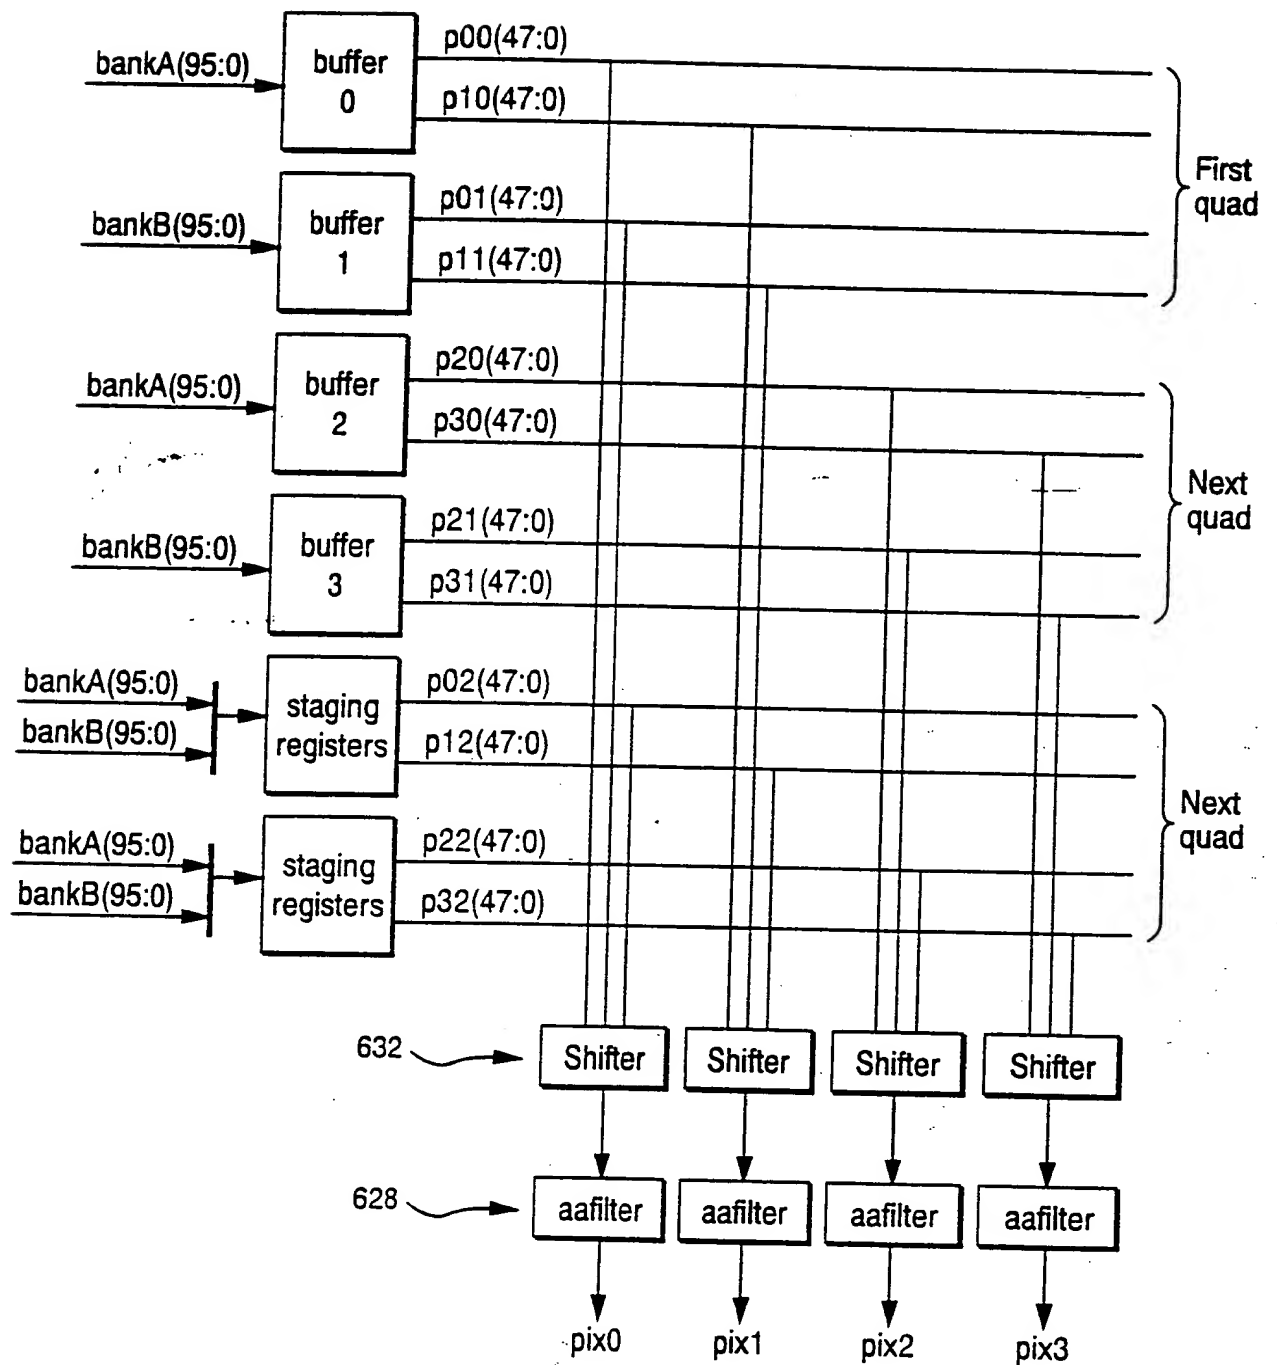 bankA(95:0)
buffer
0
p00(47:0)
p10(47:0)
First
quad
bankB(95:0)
buffer
1
p01(47:0)
p11(47:0)
bankA(95:0)
buffer
2
p20(47:0)
p30(47:0)
Next
quad
bankB(95:0)
buffer
3
p21(47:0)
p31(47:0)
bankA(95:0)
bankB(95:0)
staging
registers
p02(47:0)
p12(47:0)
Next
quad
bankA(95:0)
bankB(95:0)
staging
registers
p22(47:0)
p32(47:0)
632
Shifter
Shifter
Shifter
Shifter
628
aafilter
aafilter
aafilter
aafilter
pix0
pix1
pix2
pix3